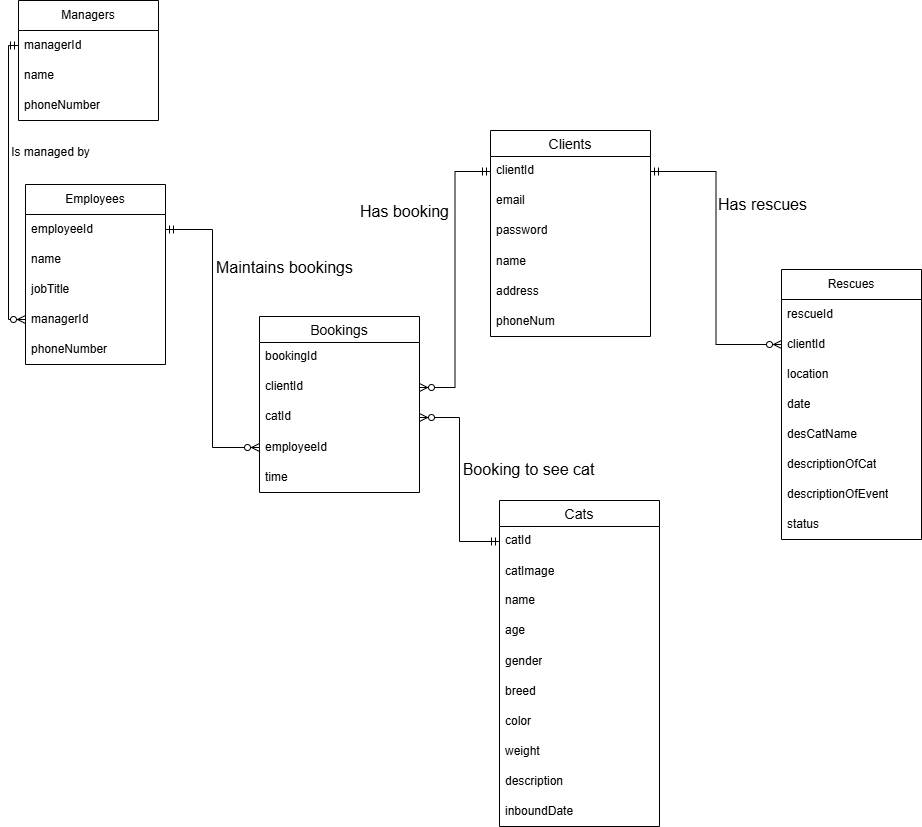 Managers
managerId
name
phoneNumber
Is managed by
Employees
employeeId
name
jobTitle
managerId
phoneNumber
Maintains bookings
Has booking
Bookings
bookingId
clientId
catId
employeeId
time
Clients
clientId
email
password
name
address
phoneNum
Has rescues
Rescues
rescueId
clientId
location
date
desCatName
descriptionOfCat
descriptionOfEvent
status
Booking to see cat
Cats
catId
catImage
name
age
gender
breed
color
weight
description
inboundDate